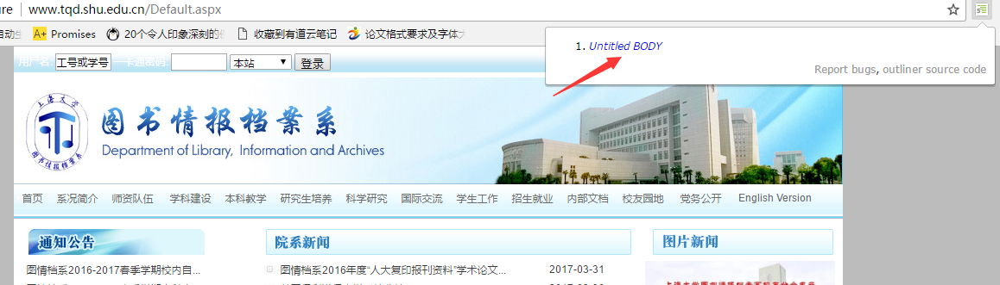 ure www.tqd.shu.edu.cn/Default.aspx
自动生 A+ Promises 20个令人印象深刻的 收藏到有道云笔记 论文格式要求及字体大
1. Untitled BODY
Report bugs, outliner source code
用户名: 工号或学号 一卡通密码: 本站 登录
上海大学
图书情报档案系
图书情报档案系
Department of Library, Information and Archives
首页 系况简介 师资队伍 学科建设 本科教学 研究生培养 科学研究 国际交流 学生工作 招生就业 内部文档 校友园地 党务公开 English Version
通知公告 院系新闻 图片新闻
图情档系2016-2017春季学期校内自... 图情档系2016年度“人大复印报刊资料”学术论文... 2017-03-31